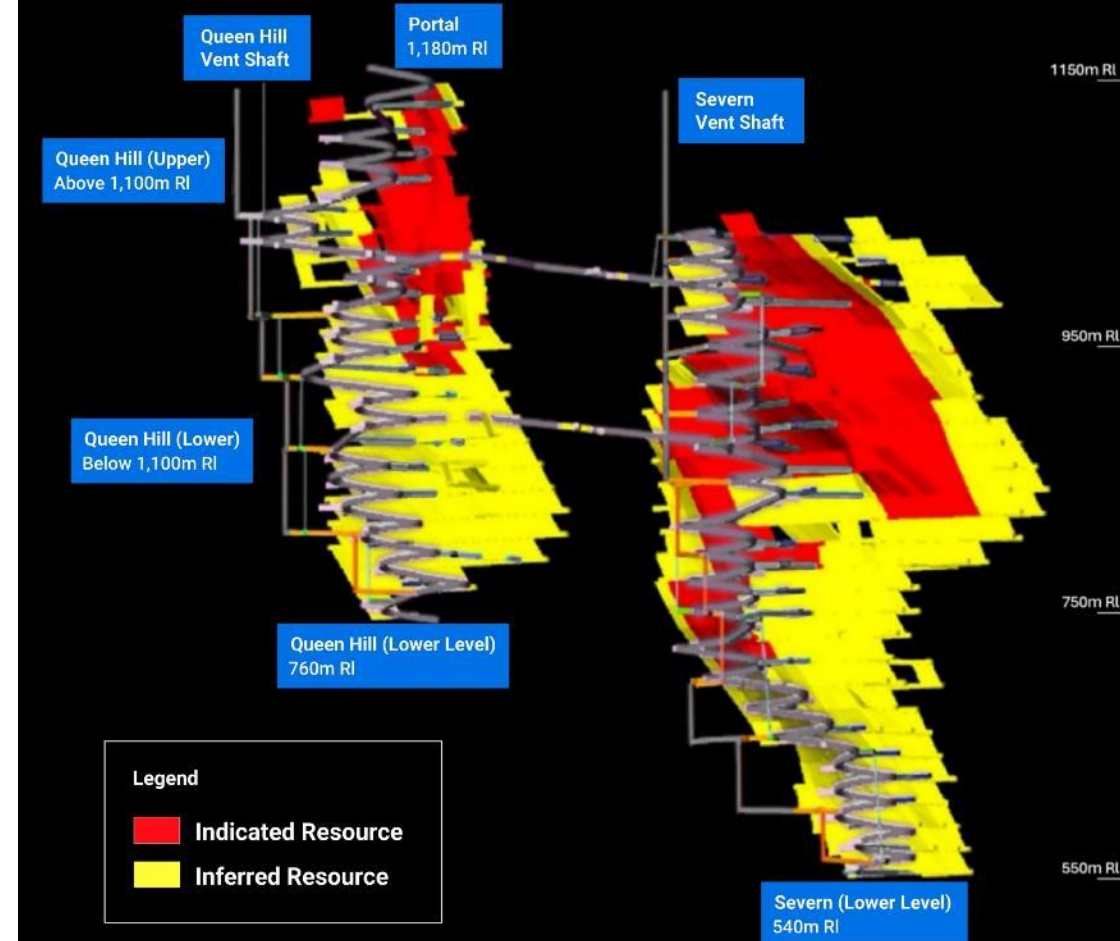 Portal
1,180m Rl
Queen Hill
Vent Shaft
1150m Rl
Severn
Vent Shaft
Queen Hill (Upper)
Above 1,100m Rl
950m Rl
Queen Hill (Lower)
Below 1,100m Rl
750m Rl
Queen Hill (Lower Level)
760m Rl
Legend
Indicated Resource
Inferred Resource
550m Rl
Severn (Lower Level)
540m Rl